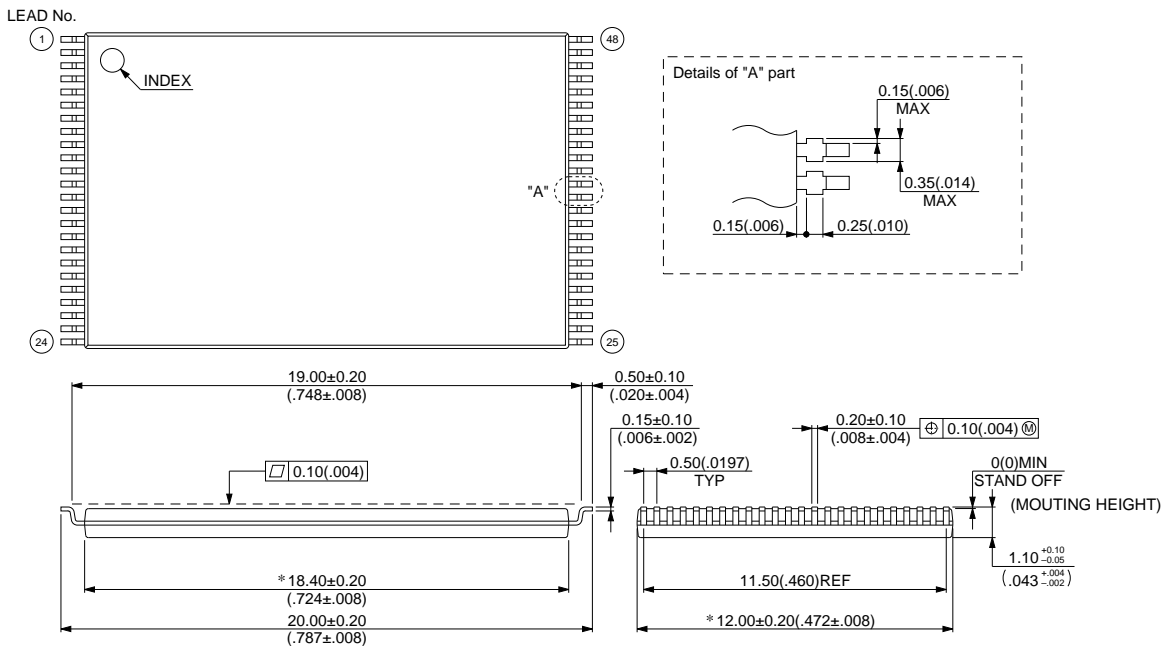 LEAD No.
1
48
INDEX
"A"
24
25
Details of "A" part
0.15(.006)
MAX
0.35(.014)
MAX
0.15(.006)
0.25(.010)
19.00±0.20
(.748±.008)
0.50±0.10
(.020±.004)
0.15±0.10
(.006±.002)
0.20±0.10
(.008±.004)
⌖ 0.10(.004) Ⓜ
0.50(.0197)
TYP
0(0)MIN
STAND OFF
(MOUTING HEIGHT)
▱ 0.10(.004)
1.10 +0.10 –0.05
(.043 +.004 –.002)
*18.40±0.20
(.724±.008)
20.00±0.20
(.787±.008)
11.50(.460)REF
*12.00±0.20(.472±.008)